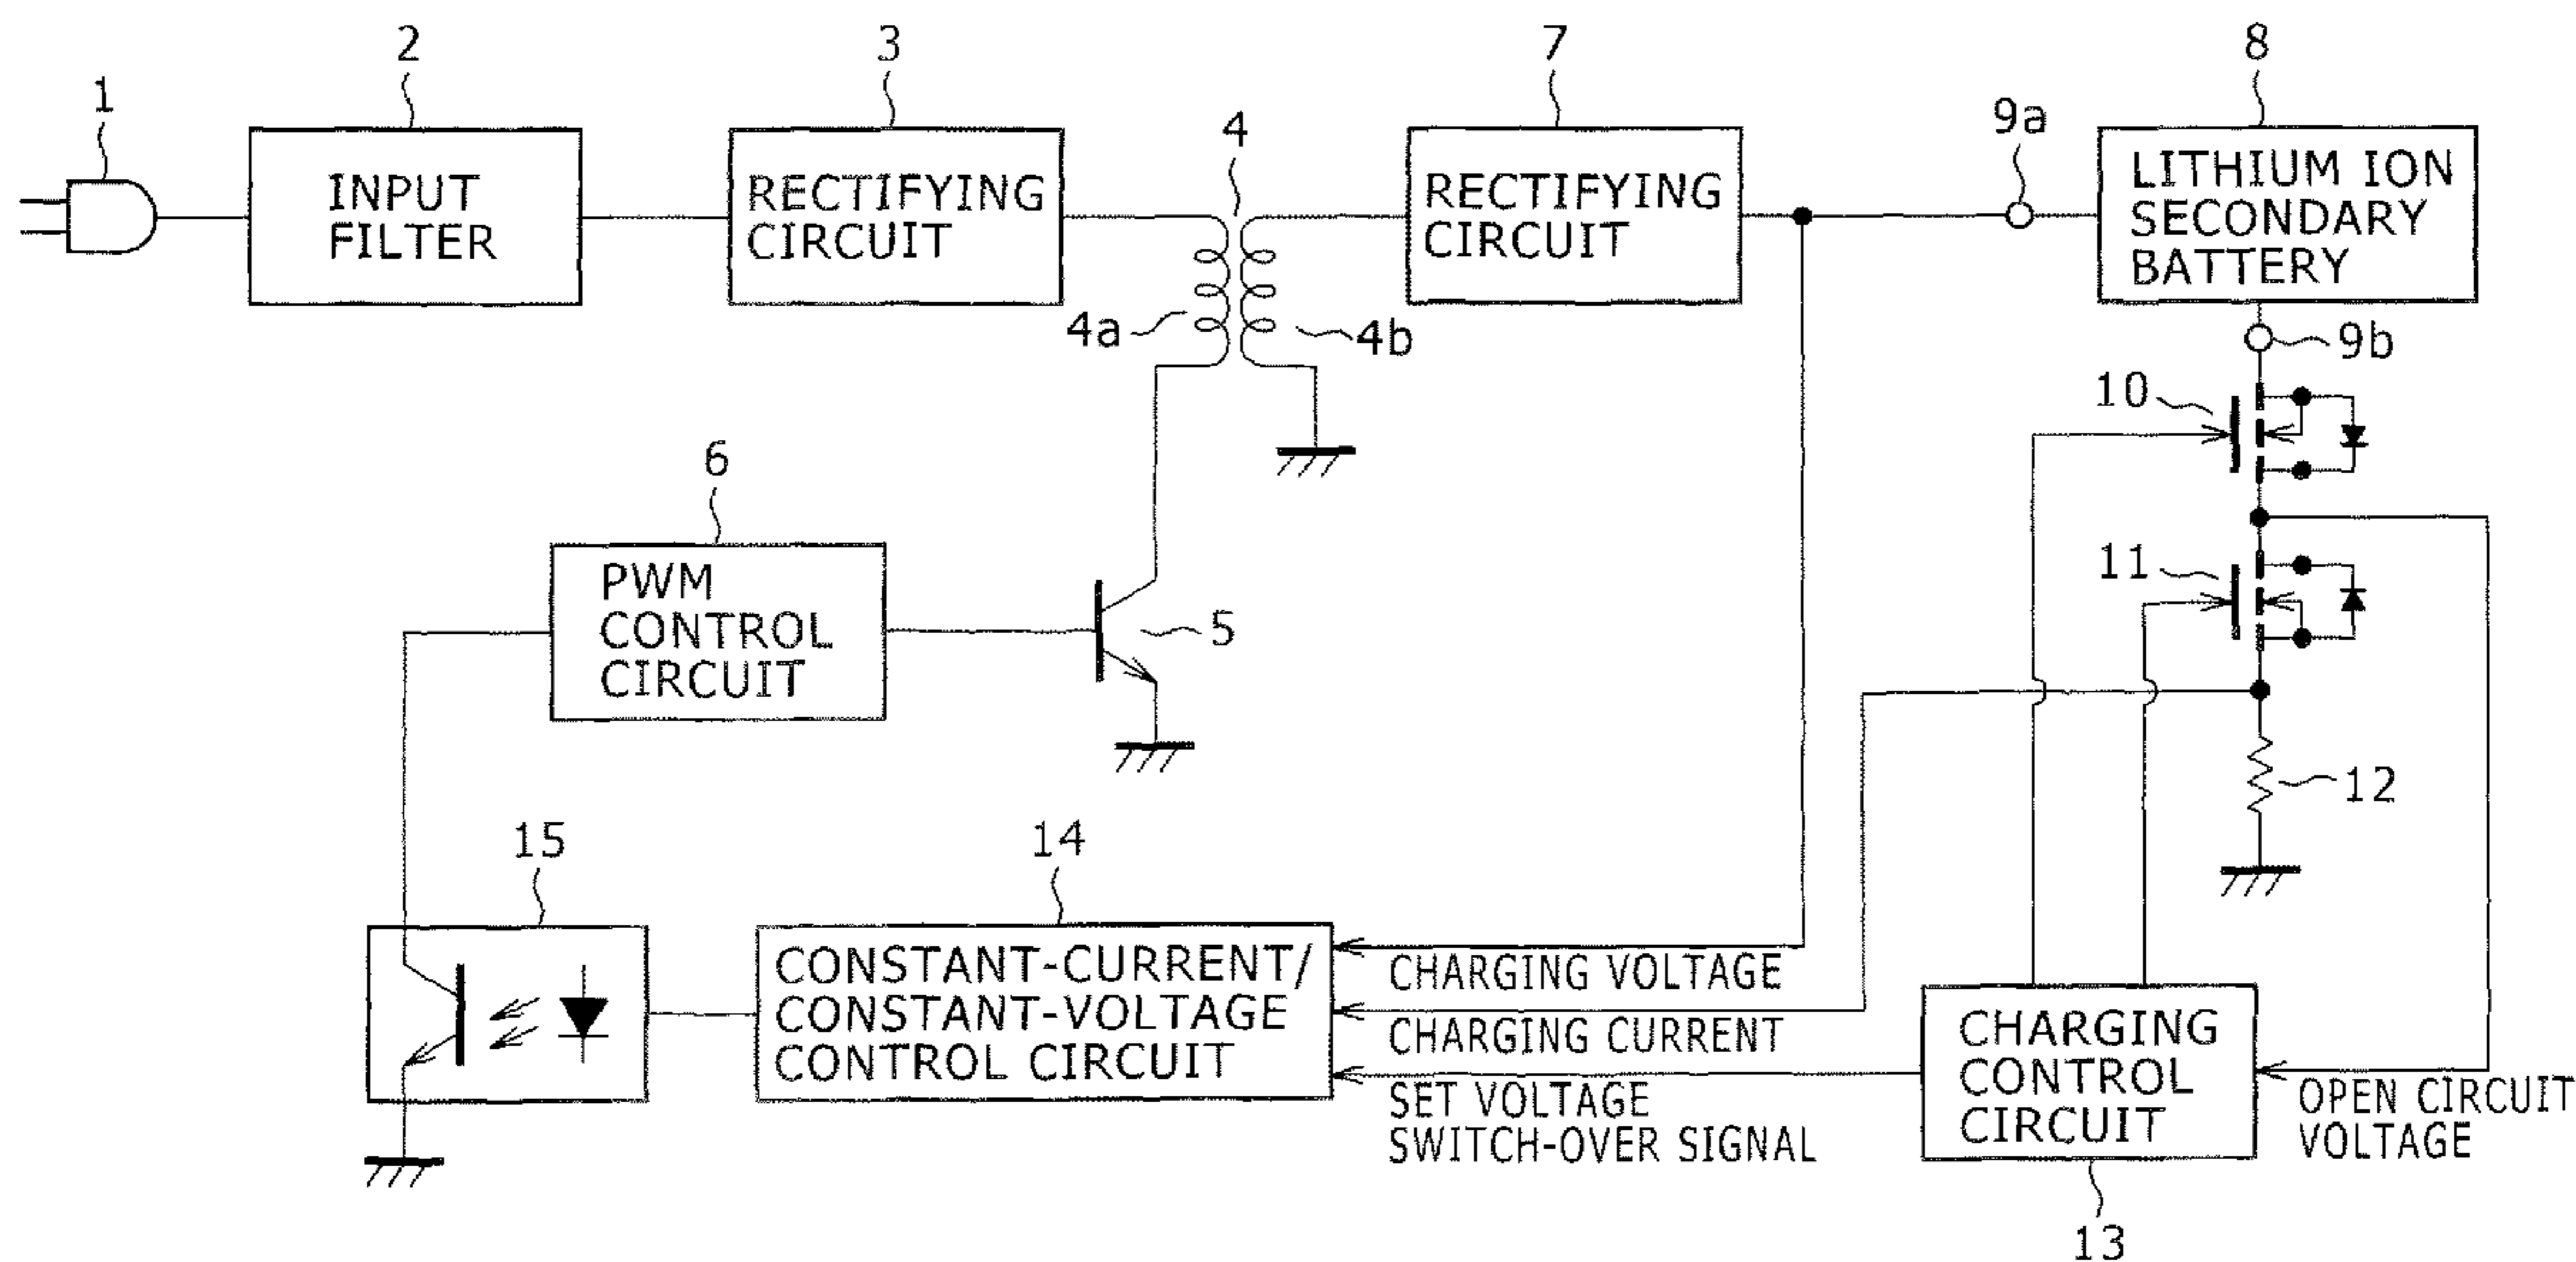 1
2
3
7
8
INPUT
FILTER
RECTIFYING
CIRCUIT
4
4a
4b
RECTIFYING
CIRCUIT
9a
LITHIUM ION
SECONDARY
BATTERY
9b
10
11
12
6
PWM
CONTROL
CIRCUIT
5
15
14
CONSTANT-CURRENT/
CONSTANT-VOLTAGE
CONTROL CIRCUIT
CHARGING VOLTAGE
CHARGING CURRENT
SET VOLTAGE
SWITCH-OVER SIGNAL
CHARGING
CONTROL
CIRCUIT
OPEN CIRCUIT
VOLTAGE
13